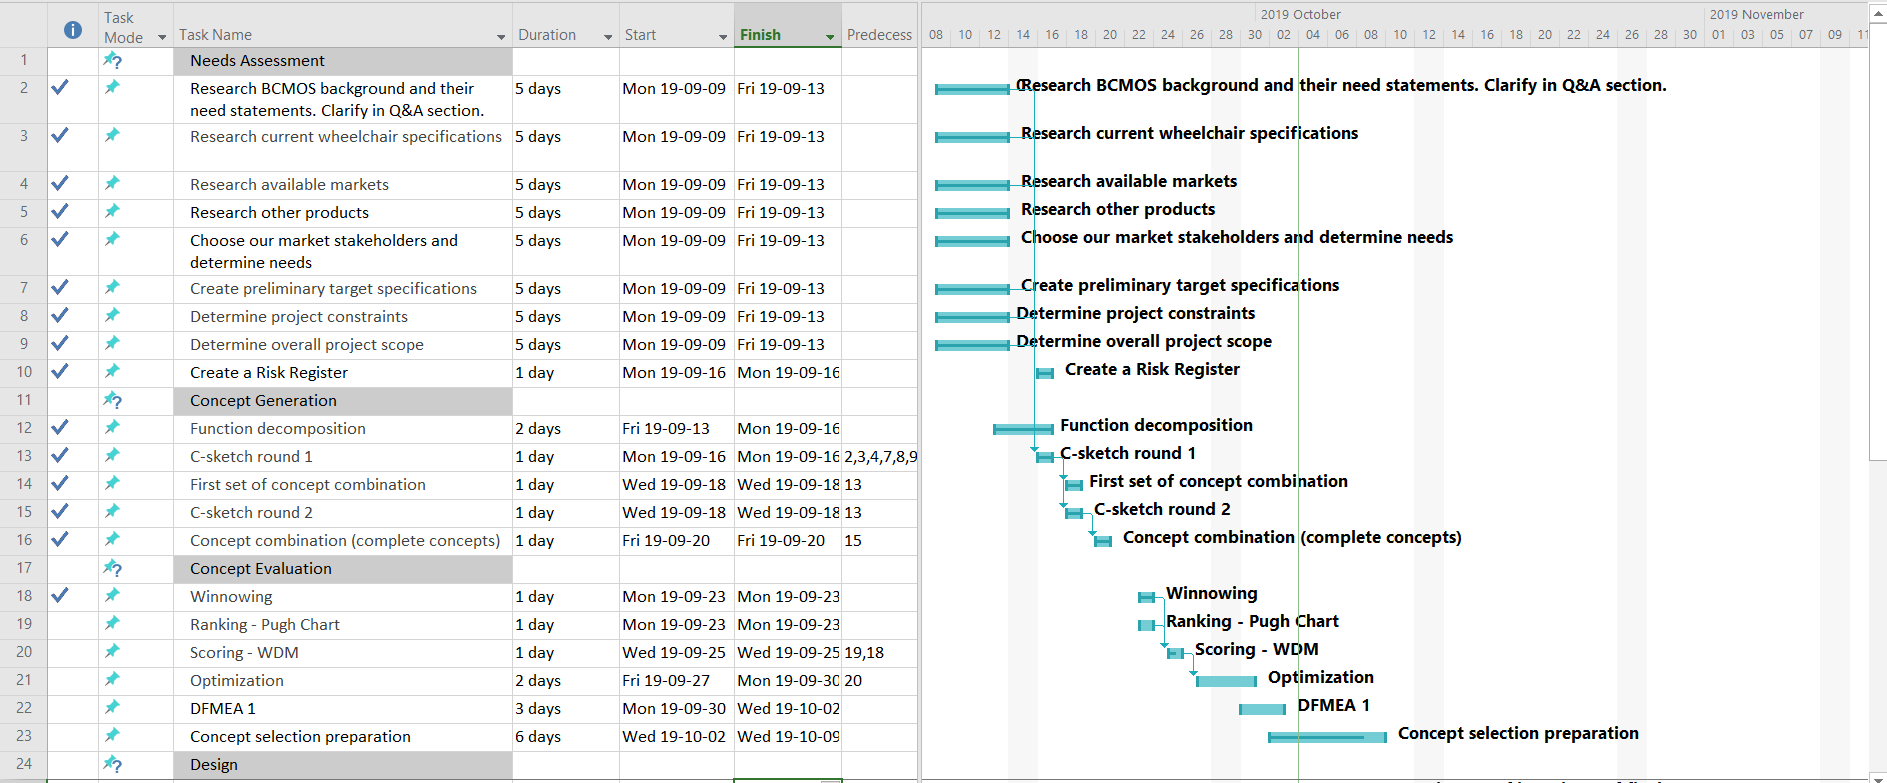 2019 October 2019 November
Task Mode Task Name Duration Start Finish Predecess 08 10 12 14 16 18 20 22 24 26 28 30 02 04 06 08 10 12 14 16 18 20 22 24 26 28 30 01 03 05 07 09 11
1 Needs Assessment
2 Research BCMOS background and their 5 days Mon 19-09-09 Fri 19-09-13 Research BCMOS background and their need statements. Clarify in Q&A section.
need statements. Clarify in Q&A section.
3 Research current wheelchair specifications 5 days Mon 19-09-09 Fri 19-09-13 Research current wheelchair specifications
4 Research available markets 5 days Mon 19-09-09 Fri 19-09-13 Research available markets
5 Research other products 5 days Mon 19-09-09 Fri 19-09-13 Research other products
6 Choose our market stakeholders and 5 days Mon 19-09-09 Fri 19-09-13 Choose our market stakeholders and determine needs
determine needs
7 Create preliminary target specifications 5 days Mon 19-09-09 Fri 19-09-13 Create preliminary target specifications
8 Determine project constraints 5 days Mon 19-09-09 Fri 19-09-13 Determine project constraints
9 Determine overall project scope 5 days Mon 19-09-09 Fri 19-09-13 Determine overall project scope
10 Create a Risk Register 1 day Mon 19-09-16 Mon 19-09-16 Create a Risk Register
11 Concept Generation
12 Function decomposition 2 days Fri 19-09-13 Mon 19-09-16 Function decomposition
13 C-sketch round 1 1 day Mon 19-09-16 Mon 19-09-16 2,3,4,7,8,9 C-sketch round 1
14 First set of concept combination 1 day Wed 19-09-18 Wed 19-09-18 13 First set of concept combination
15 C-sketch round 2 1 day Wed 19-09-18 Wed 19-09-18 13 C-sketch round 2
16 Concept combination (complete concepts) 1 day Fri 19-09-20 Fri 19-09-20 15 Concept combination (complete concepts)
17 Concept Evaluation
18 Winnowing 1 day Mon 19-09-23 Mon 19-09-23 Winnowing
19 Ranking - Pugh Chart 1 day Mon 19-09-23 Mon 19-09-23 Ranking - Pugh Chart
20 Scoring - WDM 1 day Wed 19-09-25 Wed 19-09-25 19,18 Scoring - WDM
21 Optimization 2 days Fri 19-09-27 Mon 19-09-30 20 Optimization
22 DFMEA 1 3 days Mon 19-09-30 Wed 19-10-02 DFMEA 1
23 Concept selection preparation 6 days Wed 19-10-02 Wed 19-10-09 Concept selection preparation
24 Design